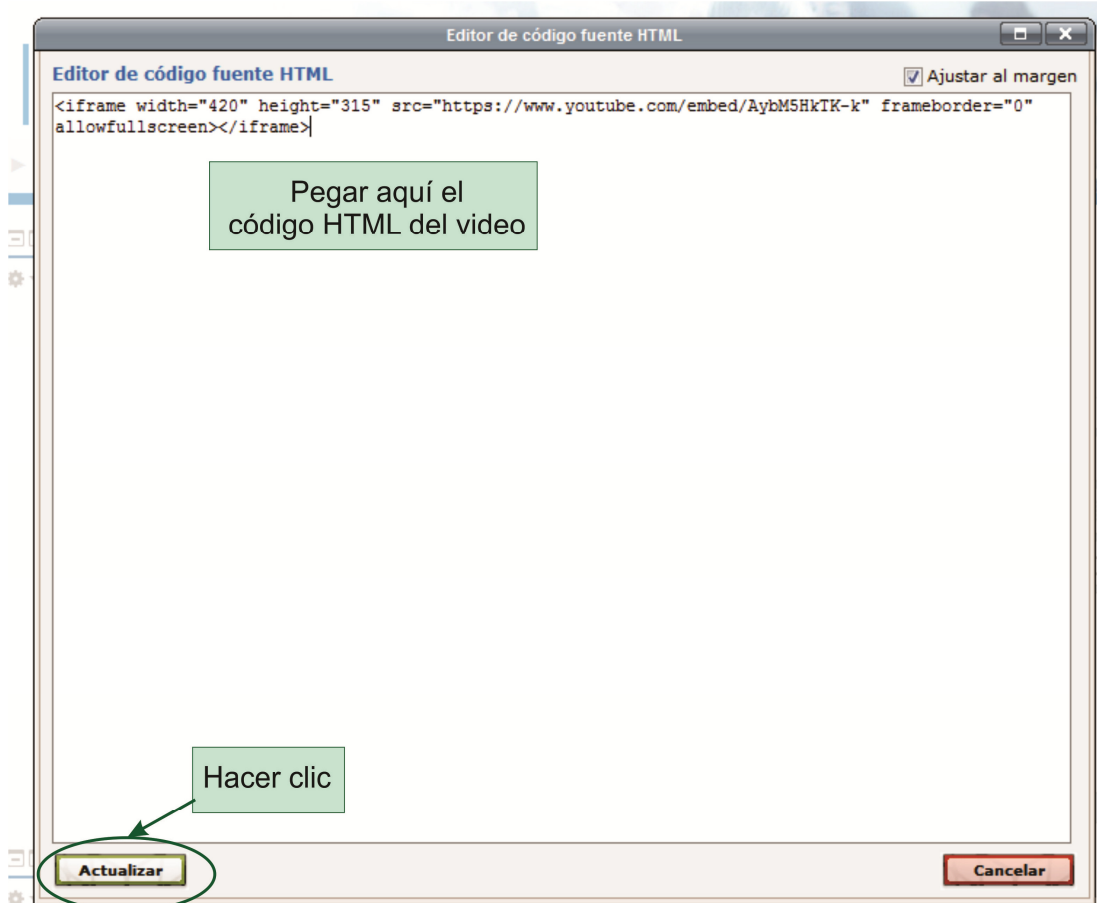 Editor de código fuente HTML
Editor de código fuente HTML
Ajustar al margen
<iframe width="420" height="315" src="https://www.youtube.com/embed/AybM5HkTK-k" frameborder="0"
allowfullscreen></iframe>
Pegar aquí el
código HTML del video
Hacer clic
Actualizar
Cancelar